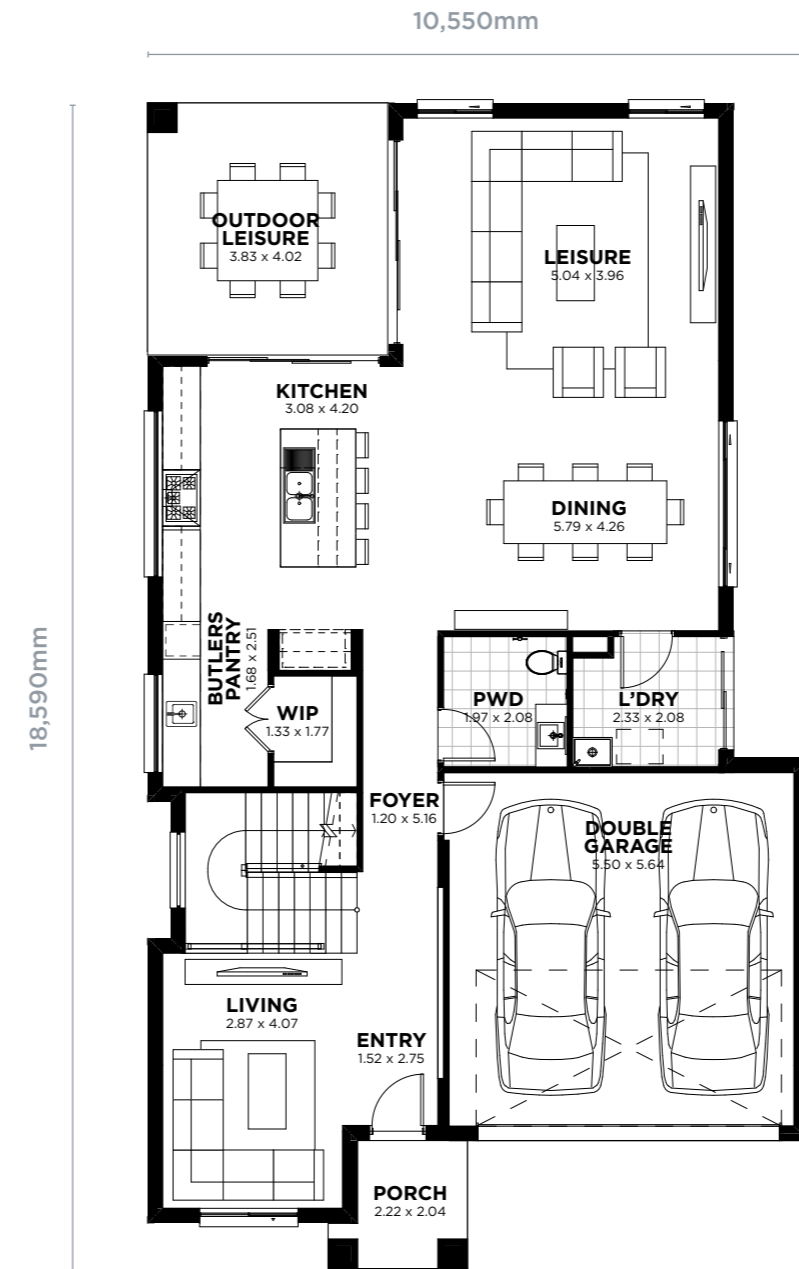 10,550mm
18,590mm
OUTDOOR
LEISURE
3.83 x 4.02
LEISURE
5.04 x 3.96
KITCHEN
3.08 x 4.20
DINING
5.79 x 4.26
BUTLERS
PANTRY
1.68 x 2.51
WIP
1.33 x 1.77
PWD
1.97 x 2.08
L'DRY
2.33 x 2.08
FOYER
1.20 x 5.16
DOUBLE
GARAGE
5.50 x 5.64
LIVING
2.87 x 4.07
ENTRY
1.52 x 2.75
PORCH
2.22 x 2.04